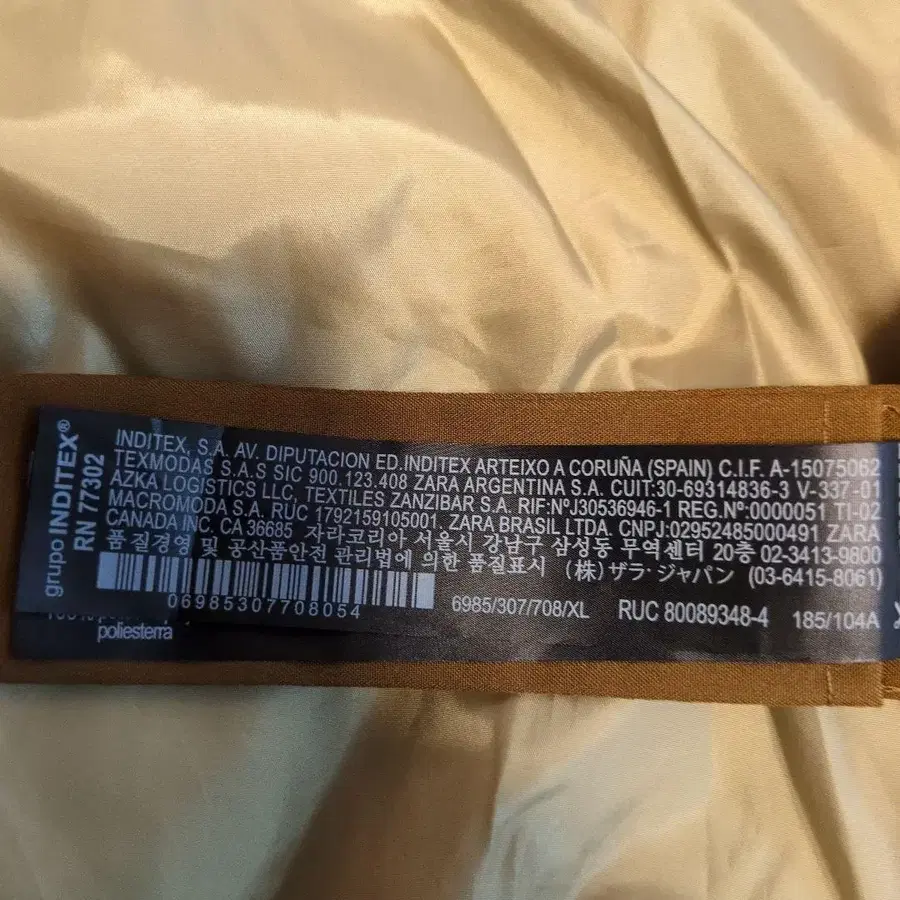 grupo INDITEX®
RN 77302
INDITEX, S.A. AV. DIPUTACION ED.INDITEX ARTEIXO A CORUÑA (SPAIN) C.I.F. A-15075062
TEXMODAS S.A.S SIC 900.123.408 ZARA ARGENTINA S.A. CUIT:30-69314836-3 V-337 -01
AZKA LOGISTICS LLC, TEXTILES ZANZIBAR S.A. RIF:NºJ30536946-1 REG.Nº:0000051 TI-02
MACROMODA S.A. RUC 1792159105001. ZARA BRASIL LTDA. CNPJ:02952485000491 ZARA
CANADA INC. CA 36685 자라코리아 서울시 강남구 삼성동 무역센터 20층 02-3413-9800
품 질경영 및 공산품안전 관리법에 의한 품질표시 (株) ザラ・ジャパン (03-6415-8061)
06985307708054
6985/307/708/XL RUC 80089348-4 185/104A
poliesterra